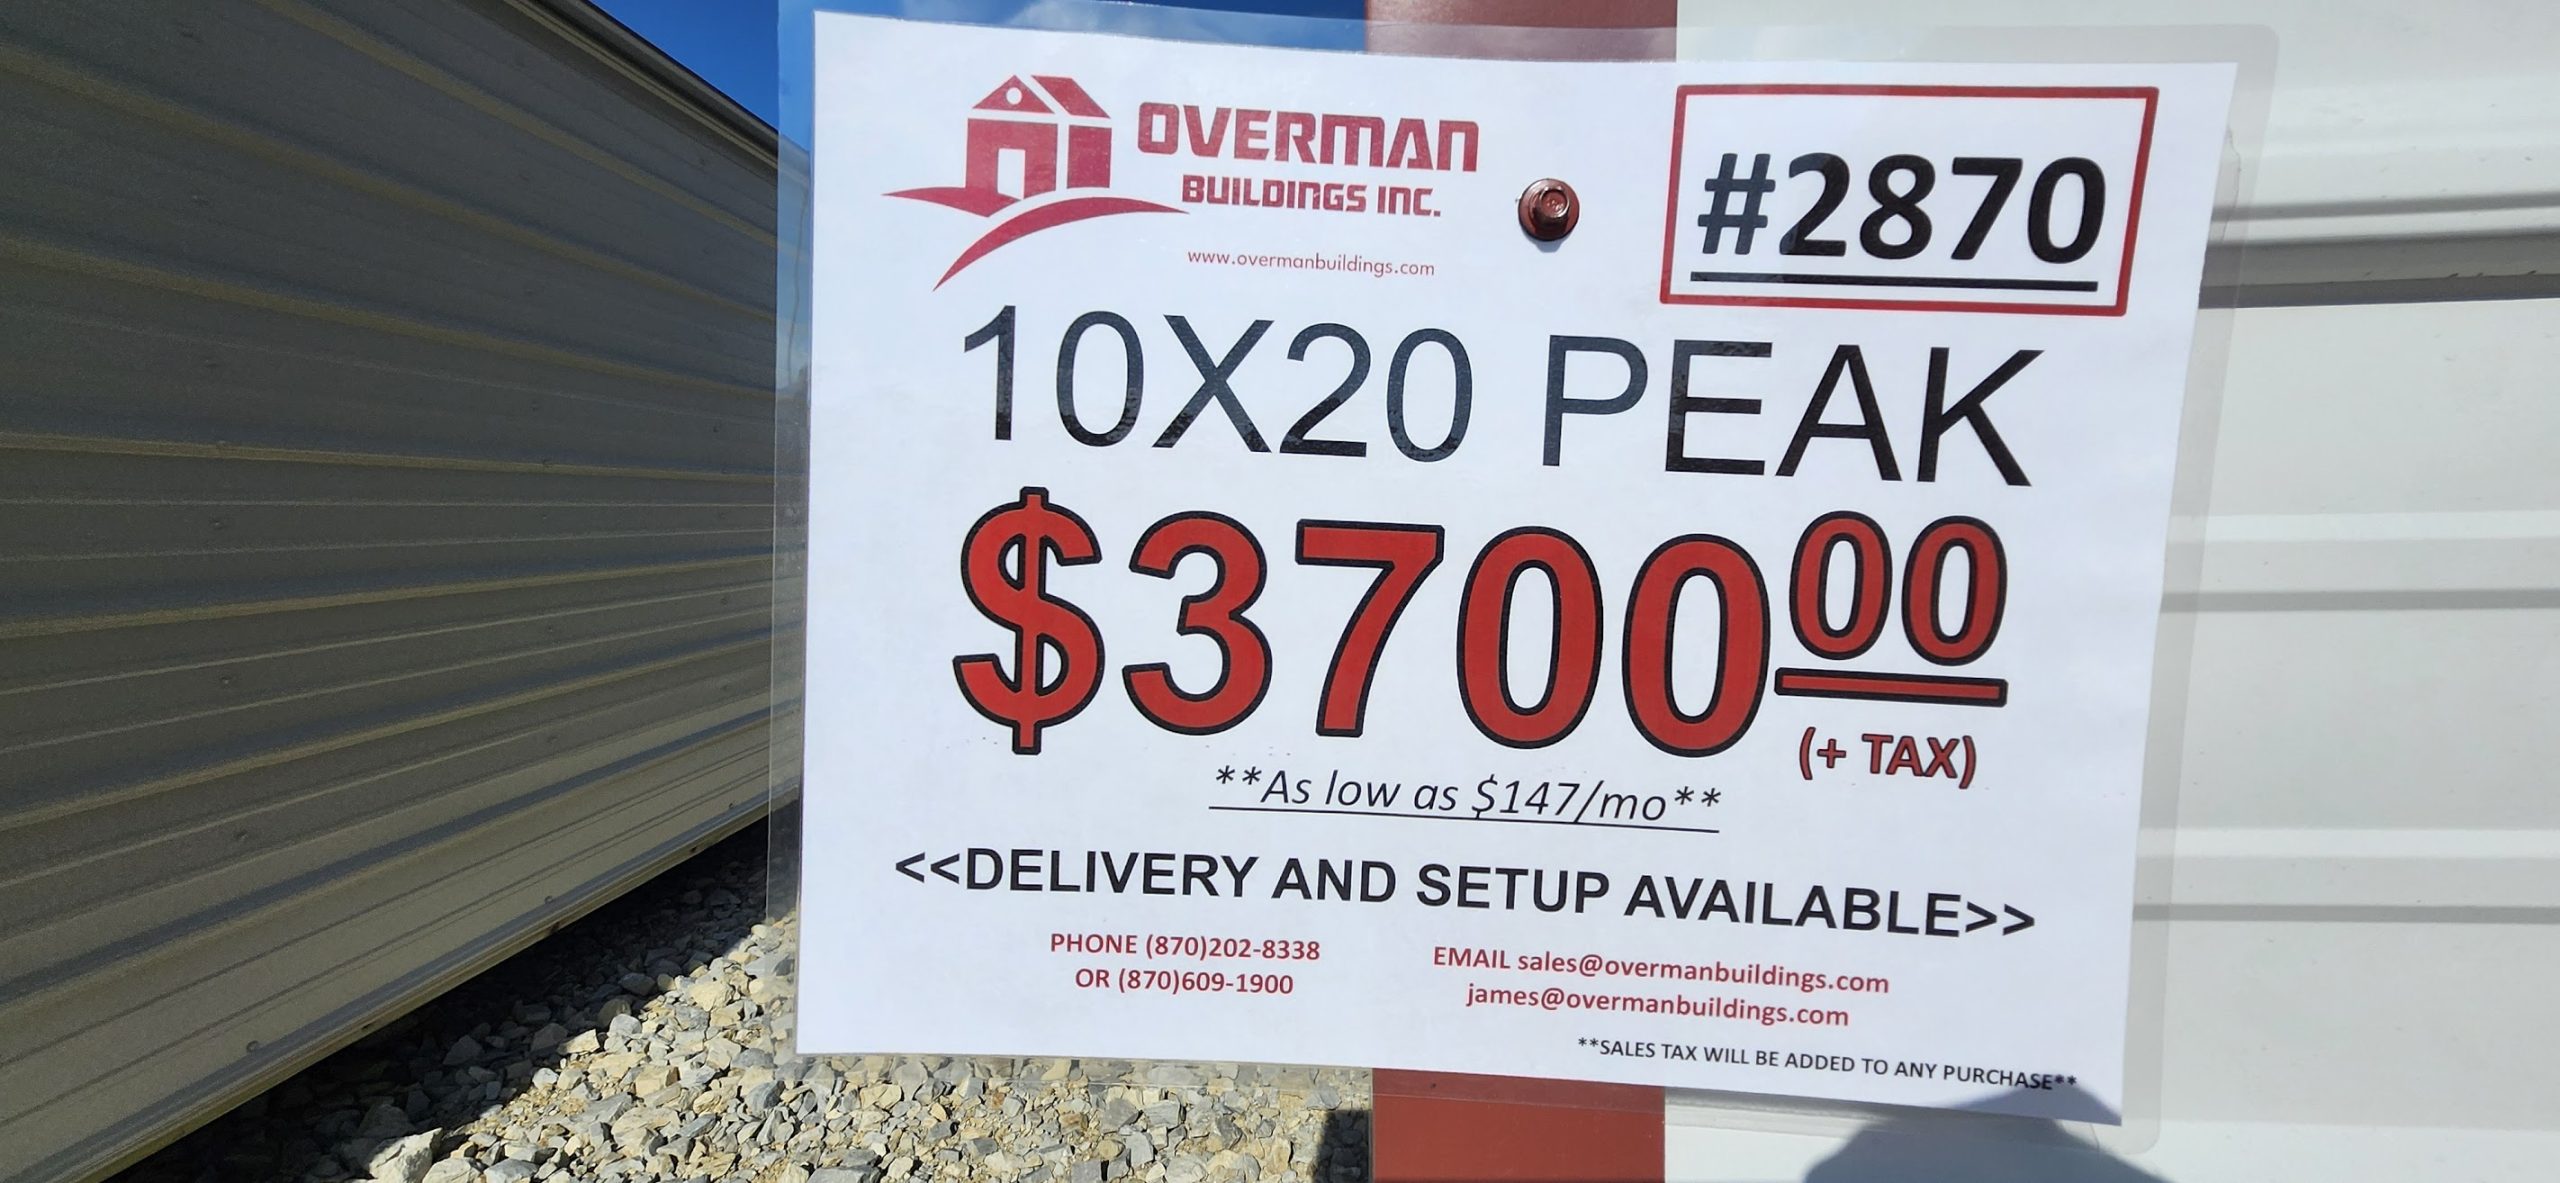 OVERMAN
BUILDINGS INC.
www.overmanbuildings.com
#2870
10X20 PEAK
$370000
(+ TAX)
**As low as $147/mo**
<<DELIVERY AND SETUP AVAILABLE>>
PHONE (870)202-8338
OR (870)609-1900
EMAIL sales@overmanbuildings.com
james@overmanbuildings.com
**SALES TAX WILL BE ADDED TO ANY PURCHASE**